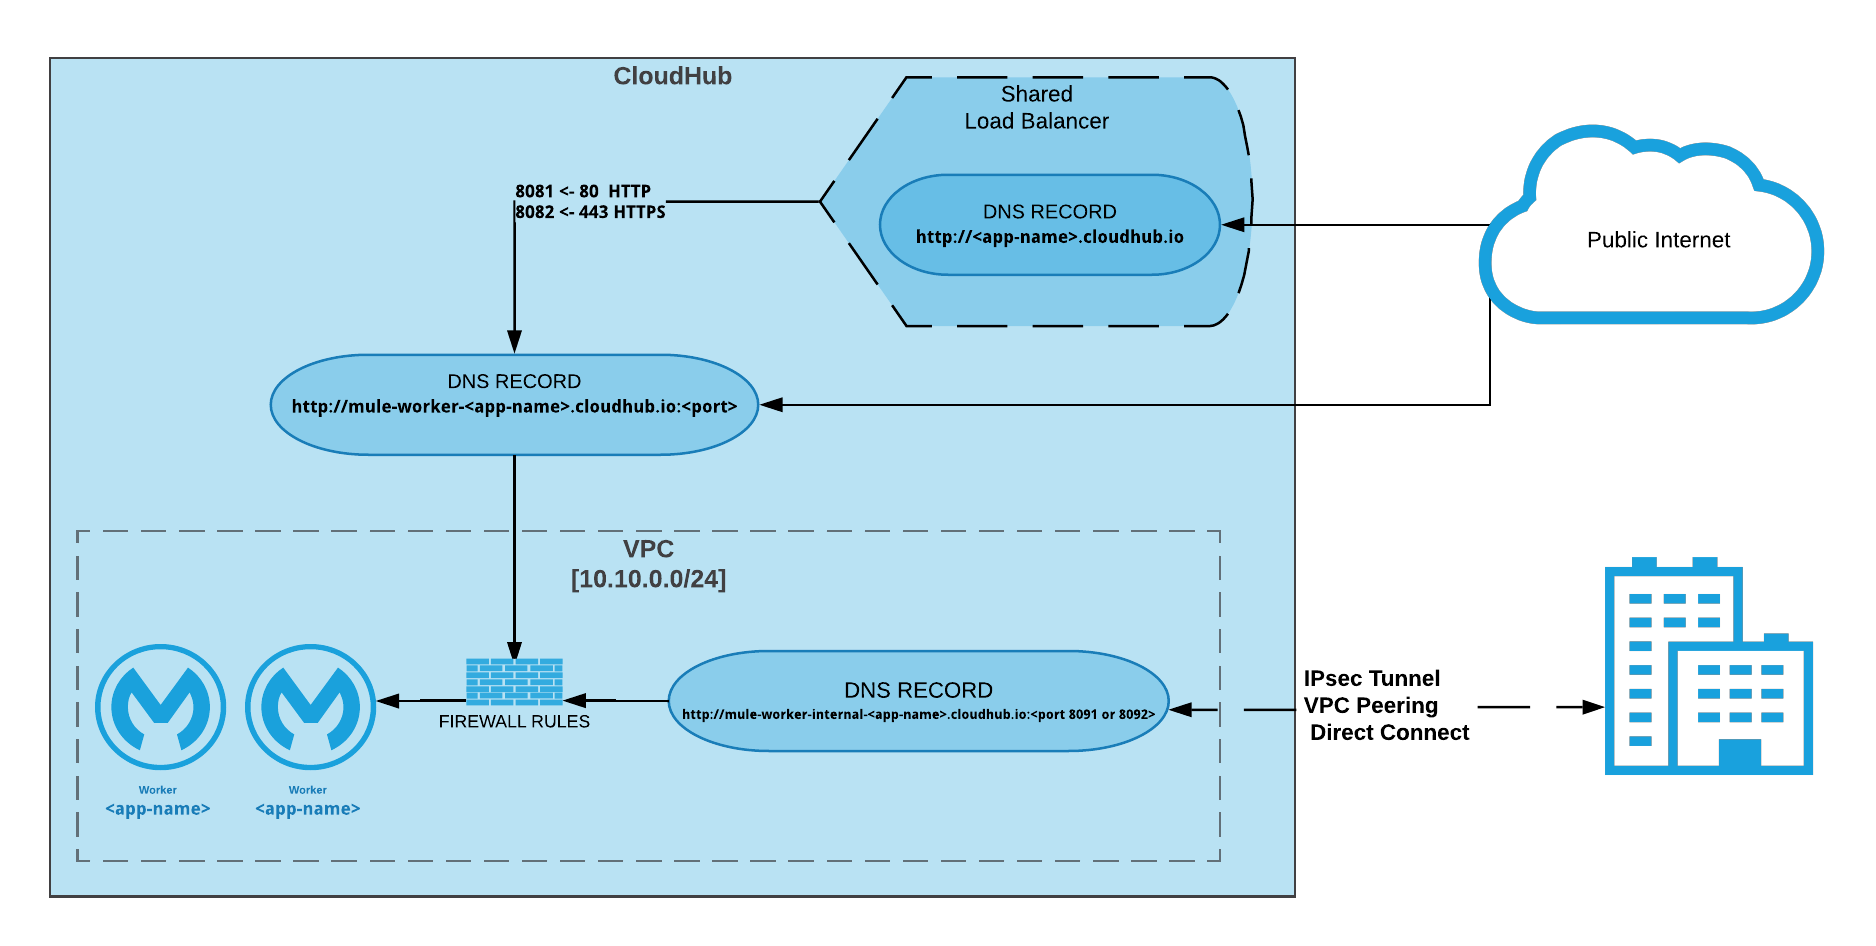 CloudHub
Shared
Load Balancer
DNS RECORD
http://<app-name>.cloudhub.io
8081 <- 80  HTTP
8082 <- 443 HTTPS
Public Internet
DNS RECORD
http://mule-worker-<app-name>.cloudhub.io:<port>
VPC
[10.10.0.0/24]
FIREWALL RULES
DNS RECORD
http://mule-worker-internal-<app-name>.cloudhub.io:<port 8091 or 8092>
IPsec Tunnel
VPC Peering
Direct Connect
Worker
<app-name>
Worker
<app-name>